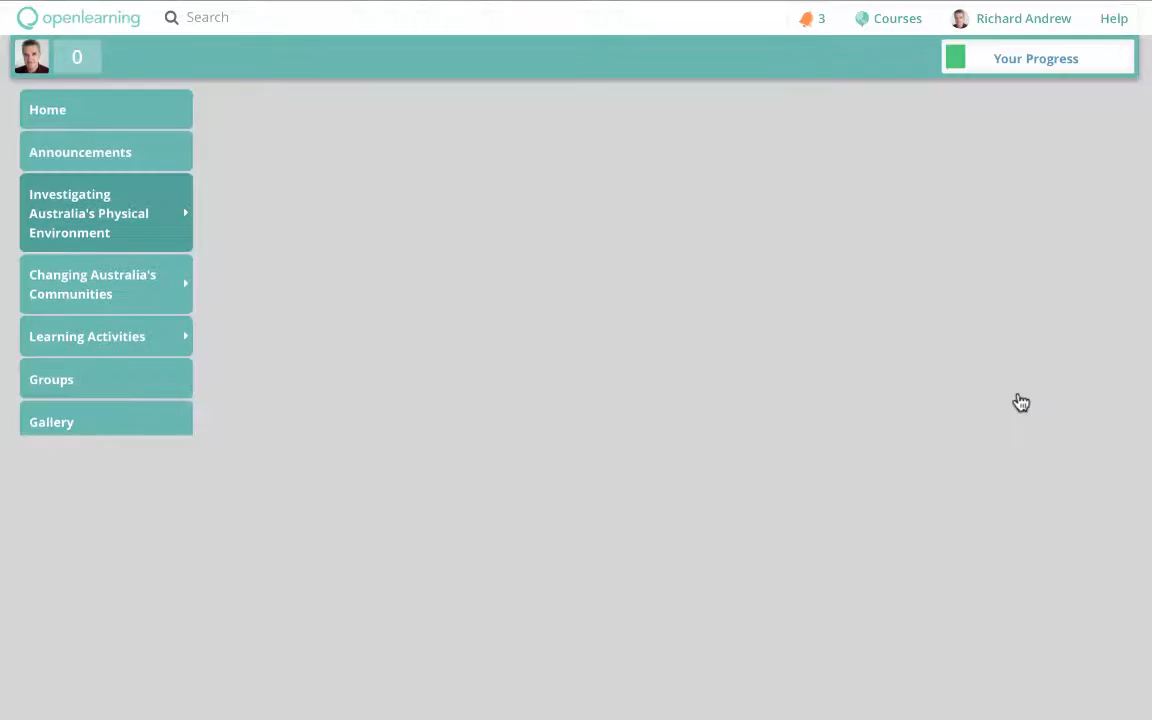 openlearning Search 3 Courses Richard Andrew Help
0 Your Progress
Home
Announcements
Investigating
Australia's Physical
Environment
Changing Australia's
Communities
Learning Activities
Groups
Gallery